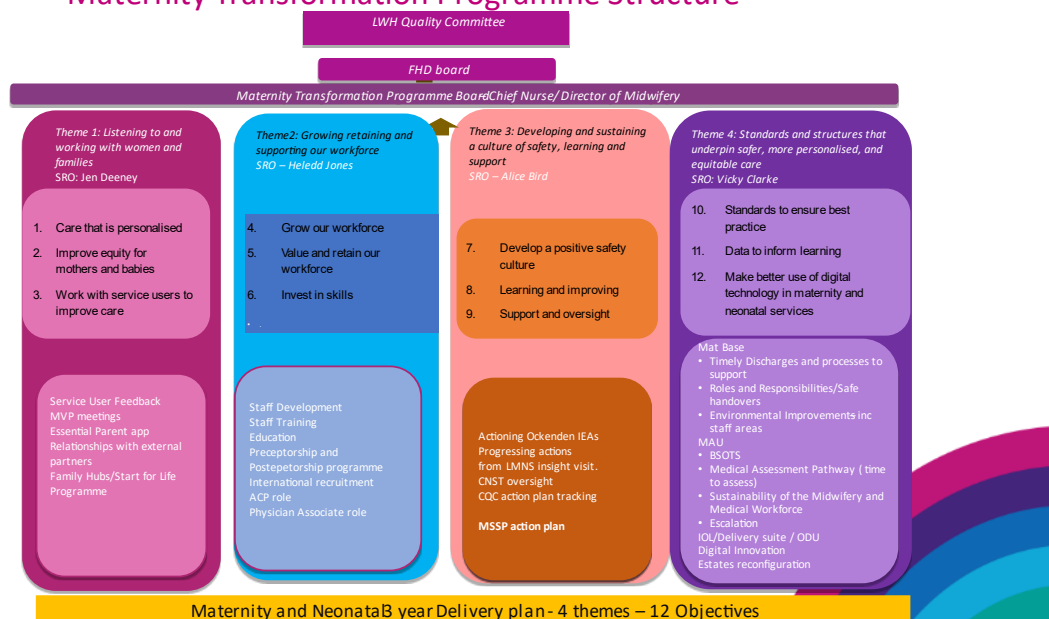 Maternity Transformation Programme Structure
LWH Quality Committee
FHD board
Maternity Transformation Programme Board-Chief Nurse/ Director of Midwifery
Theme 1: Listening to and
working with women and
families
SRO: Jen Deeney
1. Care that is personalised
2. Improve equity for
mothers and babies
3. Work with service users to
improve care
Service User Feedback
MVP meetings
Essential Parent app
Relationships with external
partners
Family Hubs/Start for Life
Programme
Theme2: Growing retaining and
supporting our workforce
SRO – Heledd Jones
4. Grow our workforce
5. Value and retain our
workforce
6. Invest in skills
• .
Staff Development
Staff Training
Education
Preceptorship and
Postepetorship programme
International recruitment
ACP role
Physician Associate role
Theme 3: Developing and sustaining
a culture of safety, learning and
support
SRO – Alice Bird
7. Develop a positive safety
culture
8. Learning and improving
9. Support and oversight
Actioning Ockenden IEAs
Progressing actions
from LMNS insight visit.
CNST oversight
CQC action plan tracking
MSSP action plan
Theme 4: Standards and structures that
underpin safer, more personalised, and
equitable care
SRO: Vicky Clarke
10. Standards to ensure best
practice
11. Data to inform learning
12. Make better use of digital
technology in maternity and
neonatal services
Mat Base
• Timely Discharges and processes to
support
• Roles and Responsibilities/Safe
handovers
• Environmental Improvements- inc
staff areas
MAU
• BSOTS
• Medical Assessment Pathway ( time
to assess)
• Sustainability of the Midwifery and
Medical Workforce
• Escalation
IOL/Delivery suite / ODU
Digital Innovation
Estates reconfiguration
Maternity and Neonatal 3 year Delivery plan - 4 themes – 12 Objectives